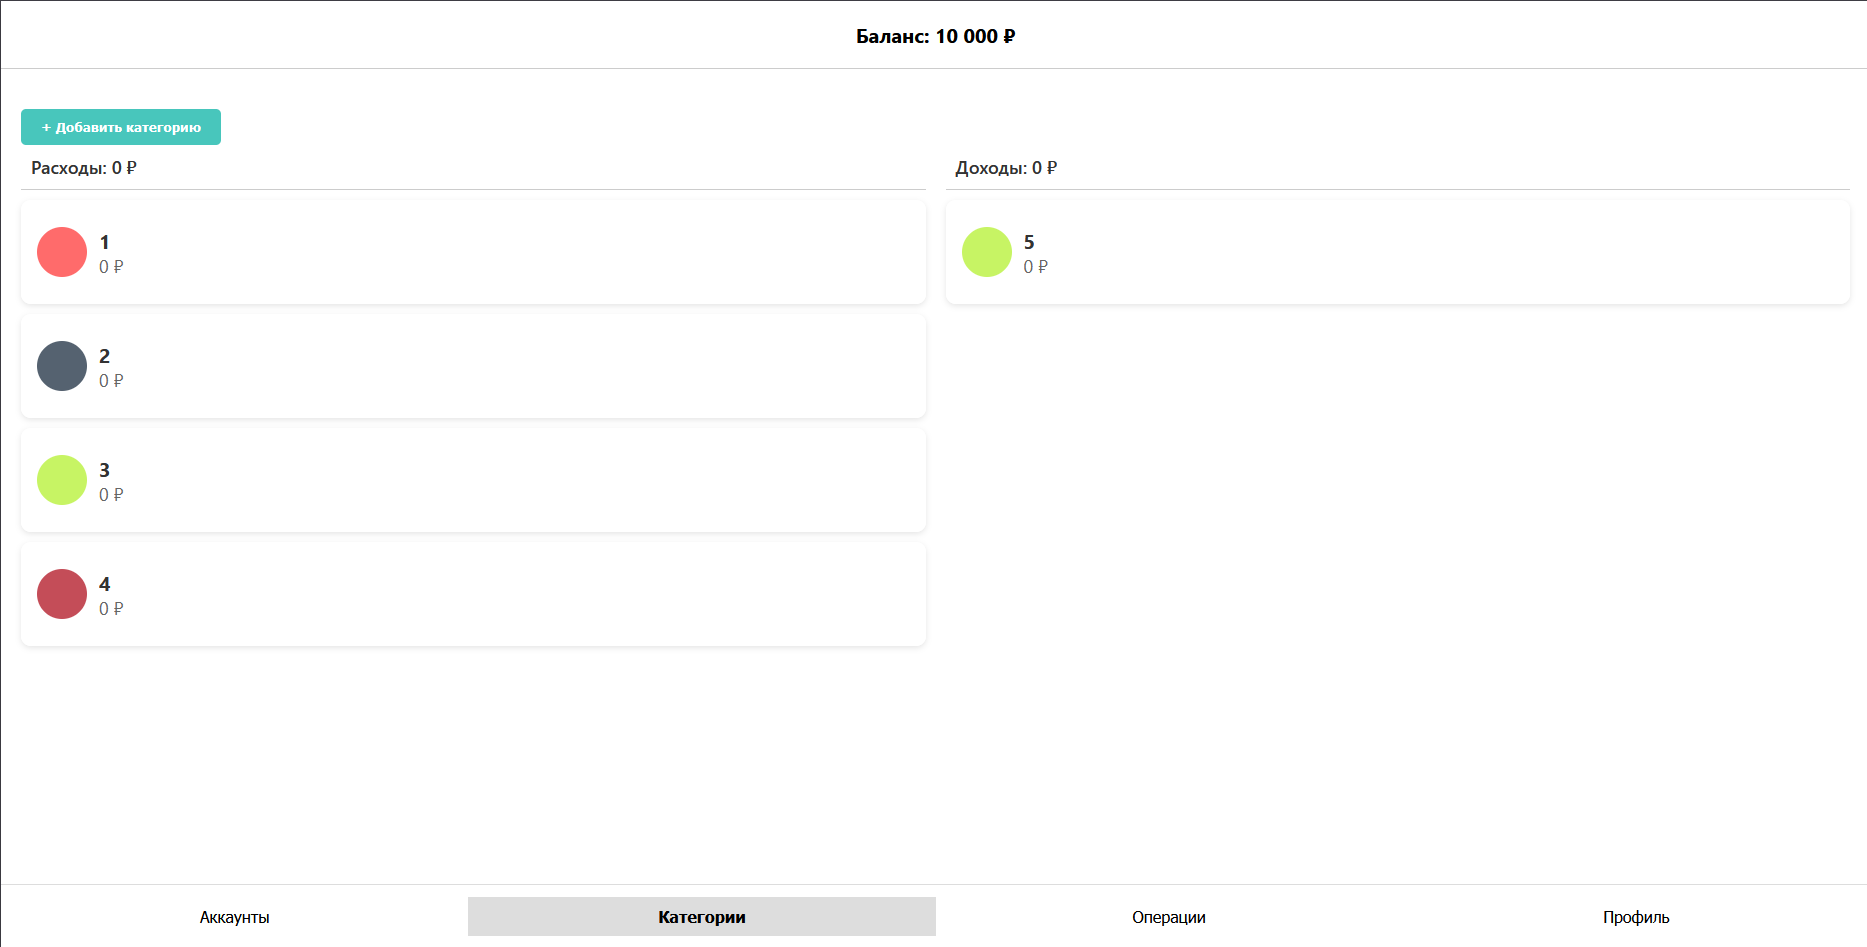 Баланс: 10 000 ₽
+ Добавить категорию
Расходы: 0 ₽
1
0 ₽
2
0 ₽
3
0 ₽
4
0 ₽
Доходы: 0 ₽
5
0 ₽
Аккаунты
Категории
Операции
Профиль